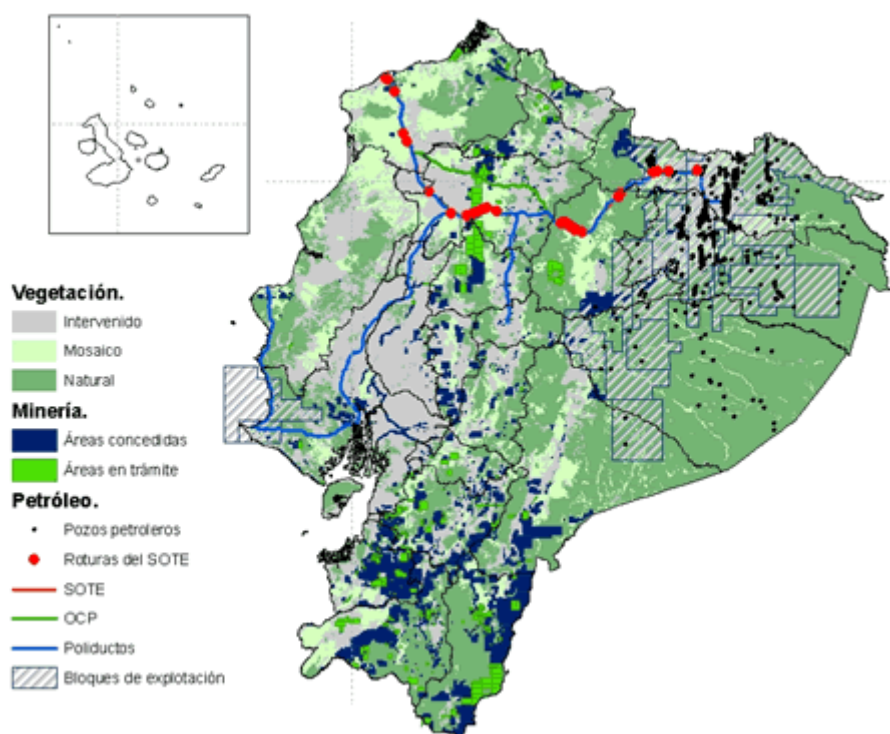 Vegetación.
Intervenido
Mosaico
Natural
Minería.
Áreas concedidas
Áreas en trámite
Petróleo.
Pozos petroleros
Roturas del SOTE
SOTE
OCP
Poliductos
Bloques de explotación